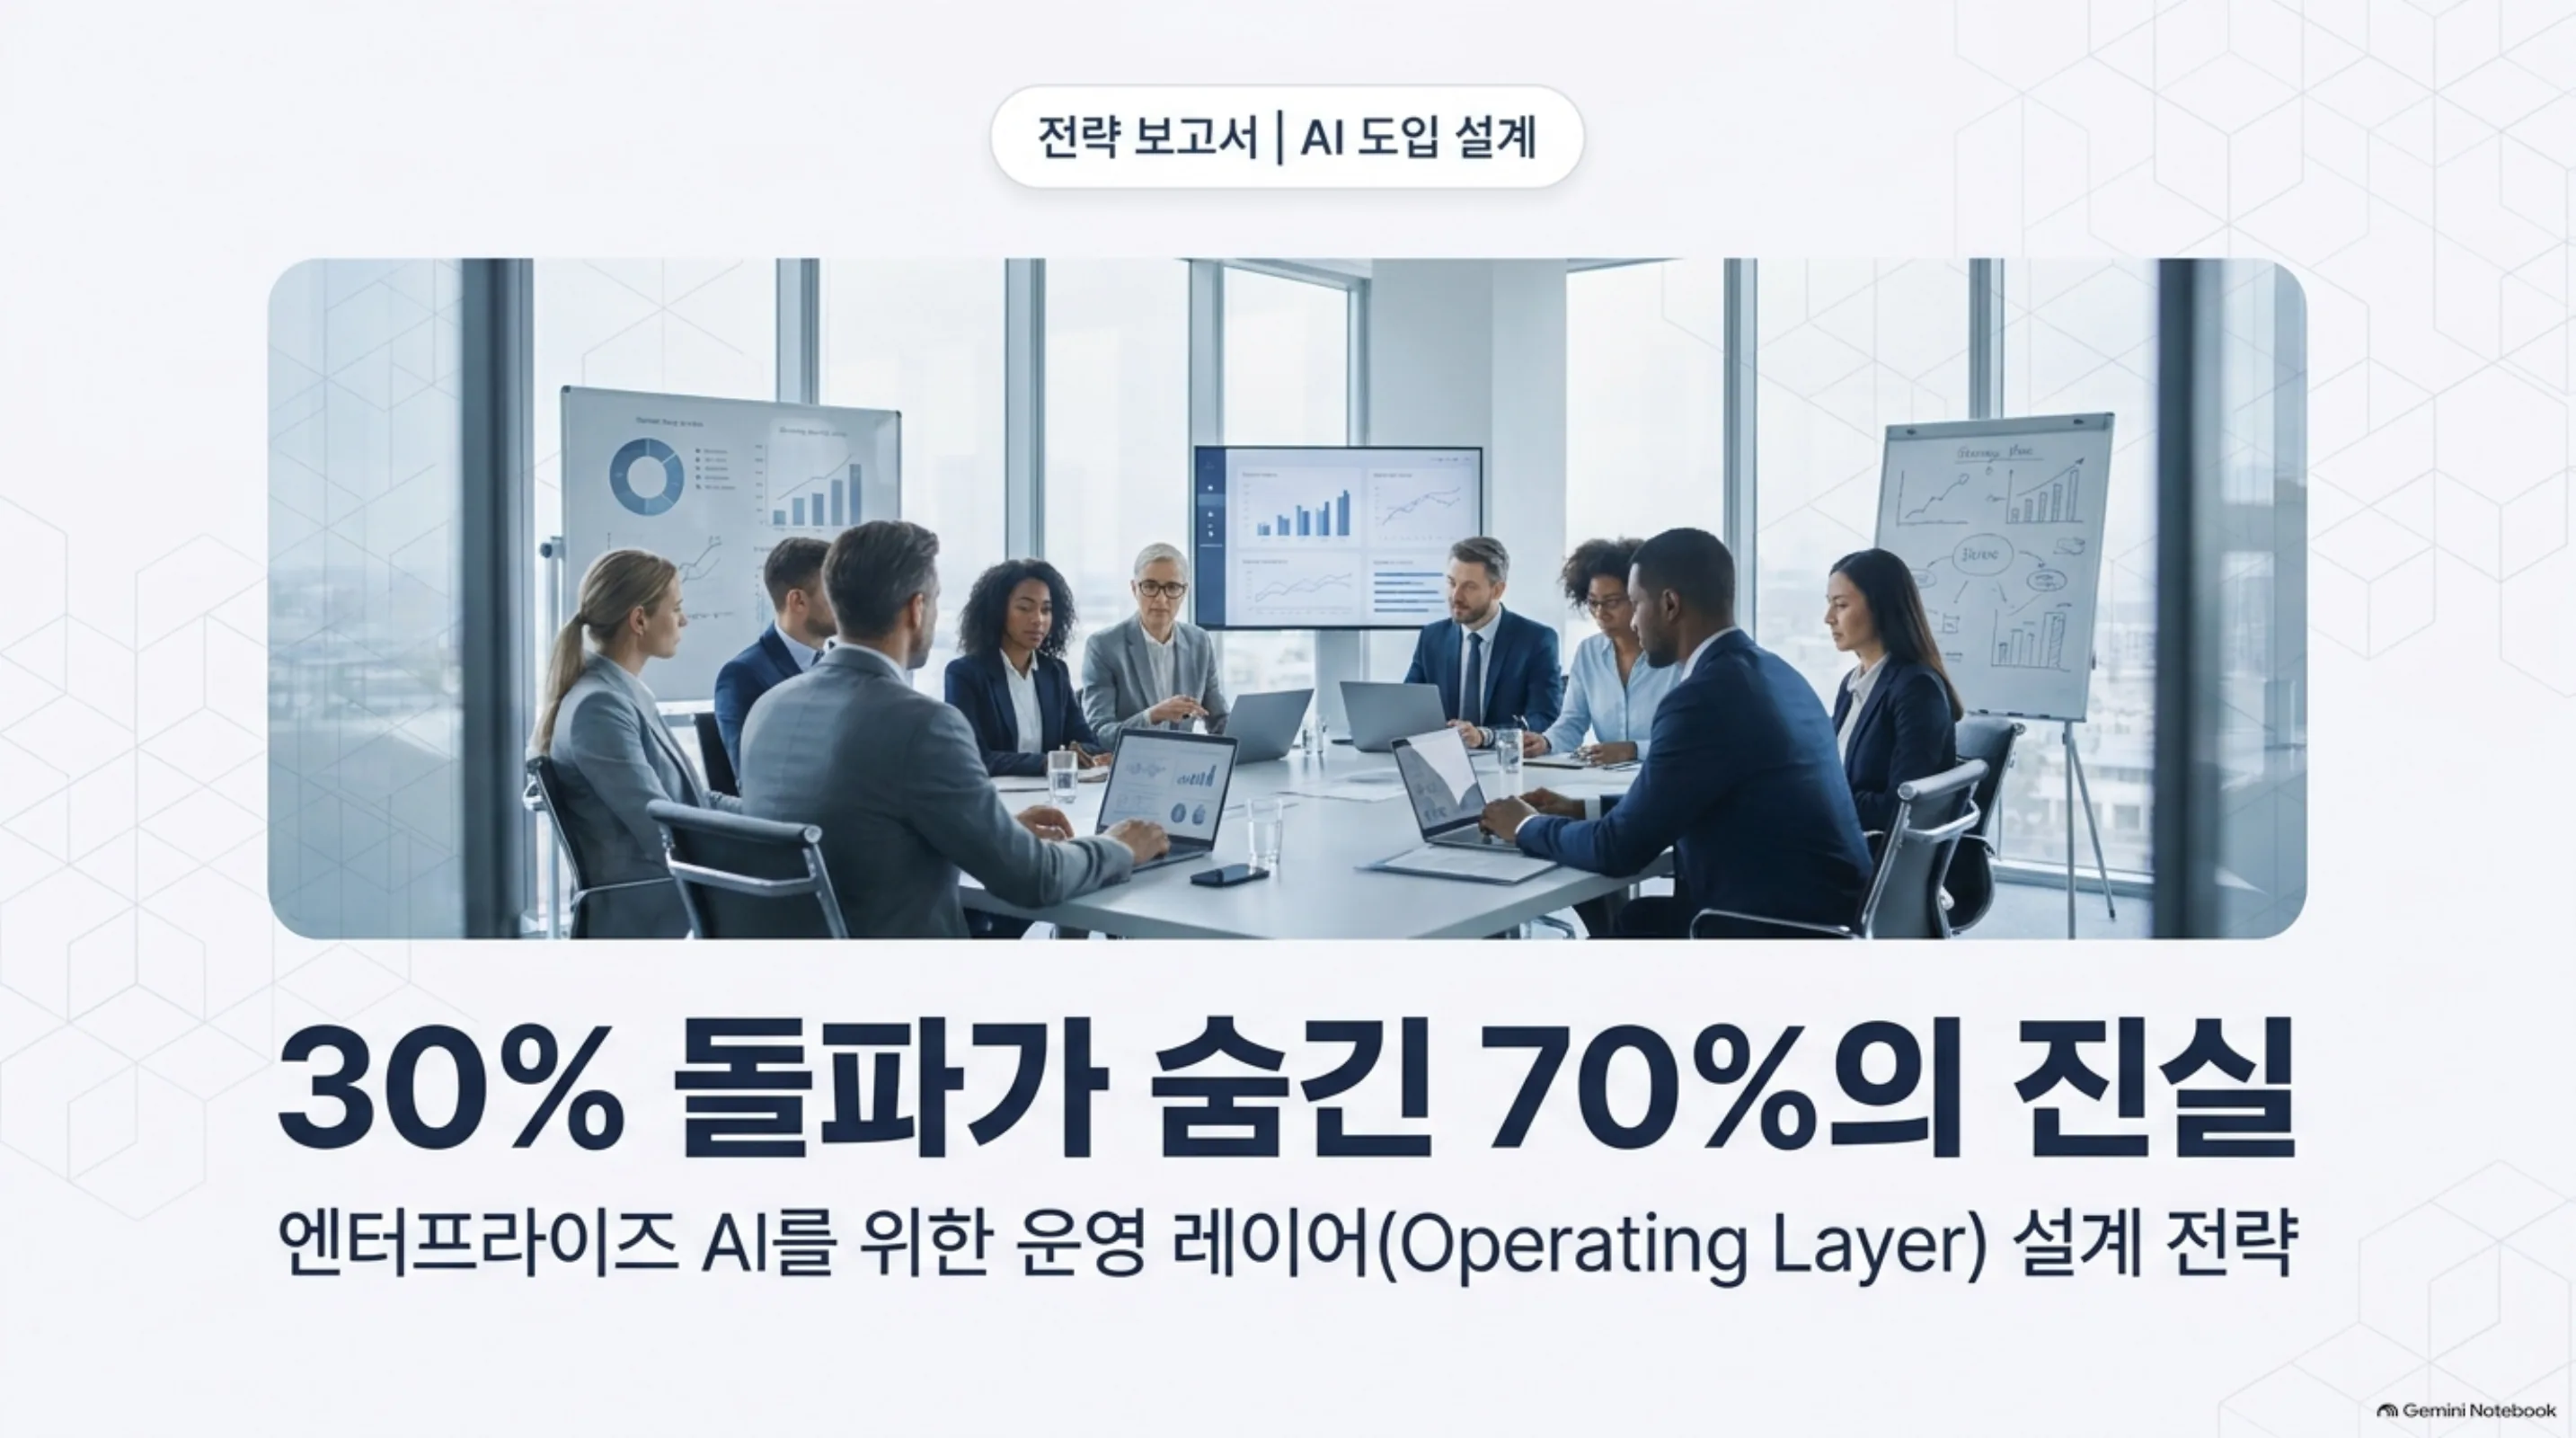 전략 보고서 | AI 도입 설계
30% 돌파가 숨긴 70%의 진실
엔터프라이즈 AI를 위한 운영 레이어(Operating Layer) 설계 전략
Gemini Notebook